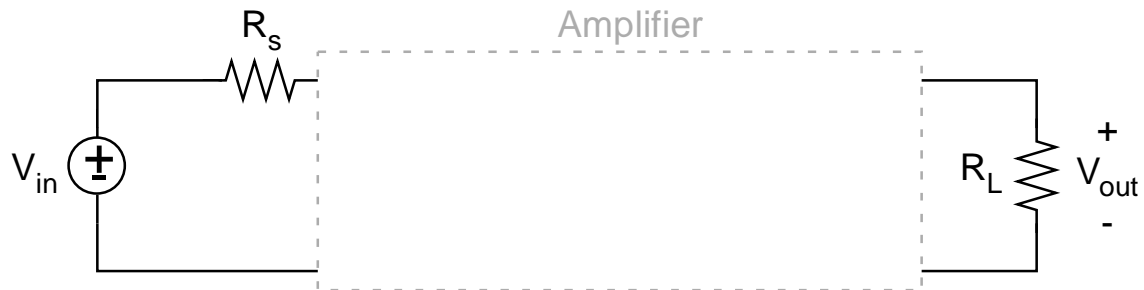 Amplifier
R_s
V_in
+
-
R_L
+
V_out
-